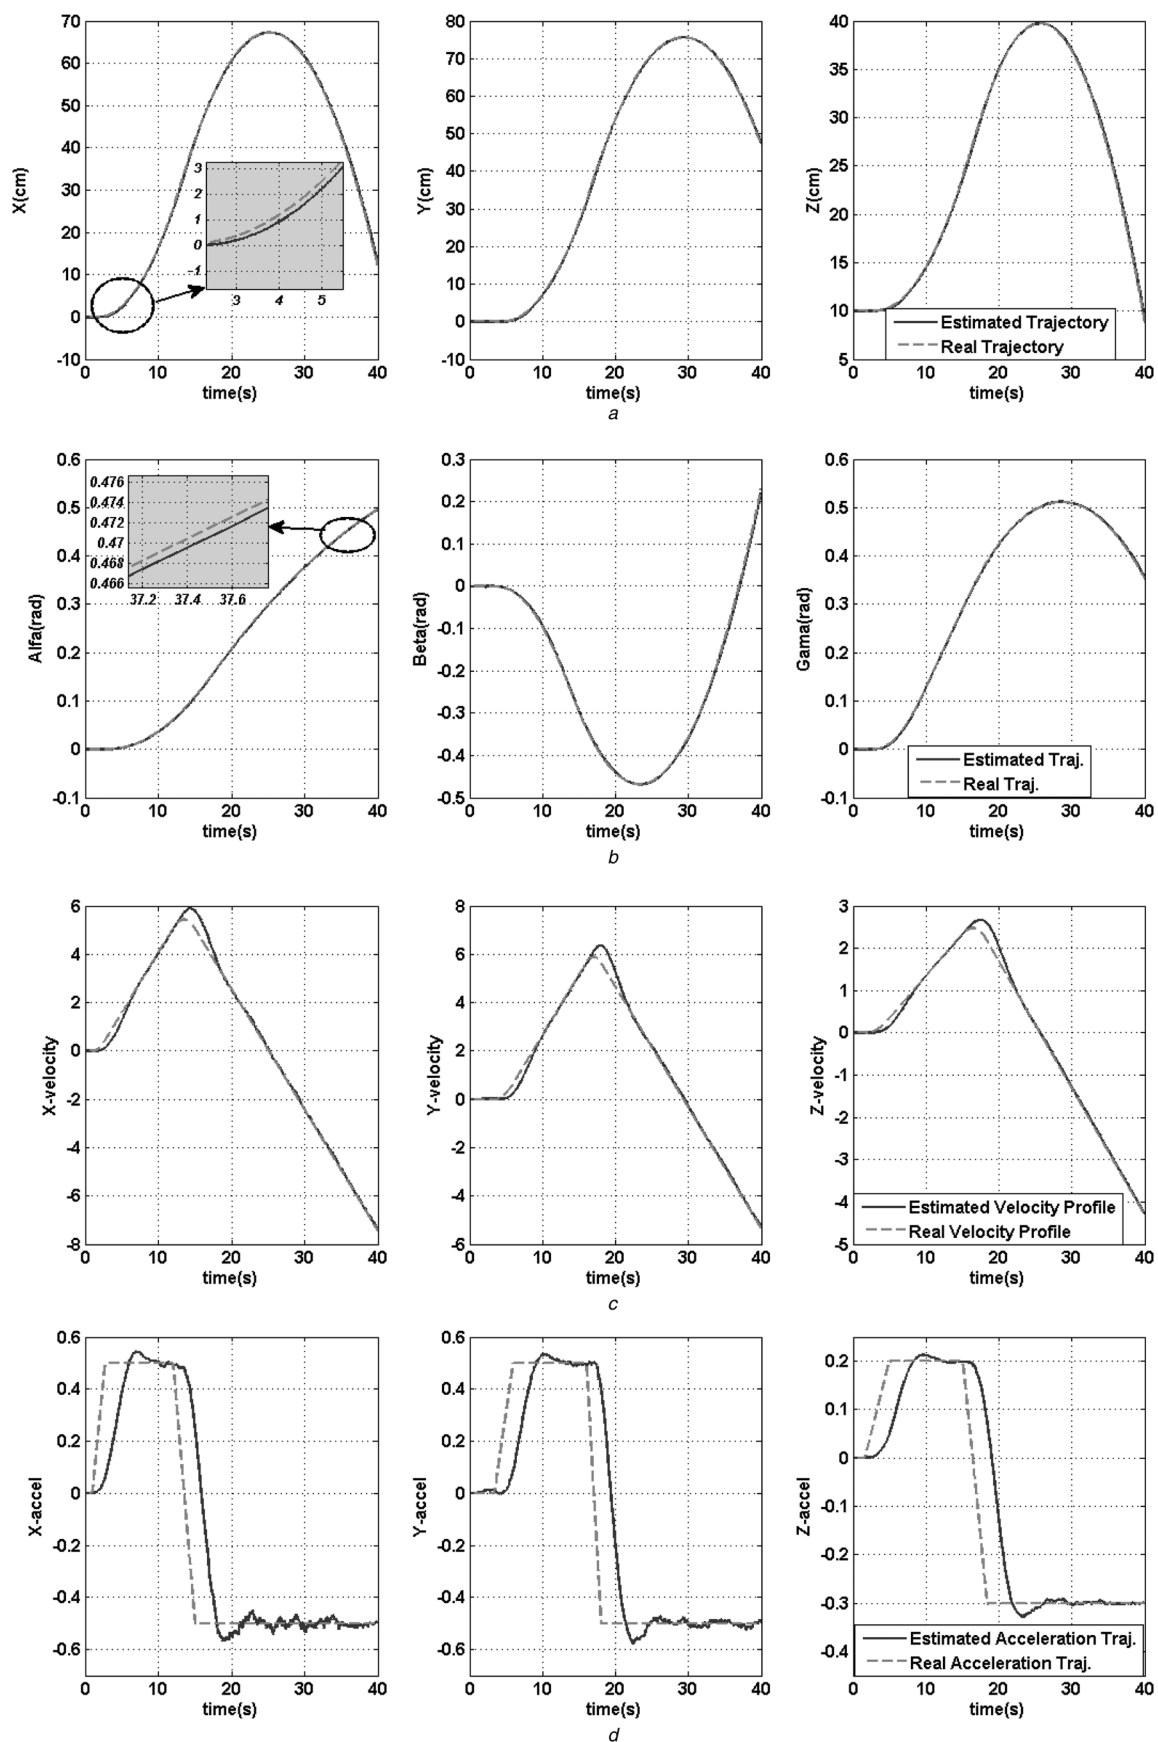 70
60
50
40
30
20
10
0
-10
X(cm)
3
2
1
0
-1
3 4 5
0 10 20 30 40
time(s)
80
70
60
50
40
30
20
10
0
-10
Y(cm)
0 10 20 30 40
time(s)
40
35
30
25
20
15
10
5
Z(cm)
Estimated Trajectory
Real Trajectory
0 10 20 30 40
time(s)
a
0.6
0.5
0.4
0.3
0.2
0.1
0
-0.1
Alfa(rad)
0.476
0.474
0.472
0.47
0.468
0.466
37.2 37.4 37.6
0 10 20 30 40
time(s)
0.3
0.2
0.1
0
-0.1
-0.2
-0.3
-0.4
-0.5
Beta(rad)
0 10 20 30 40
time(s)
0.6
0.5
0.4
0.3
0.2
0.1
0
-0.1
Gama(rad)
Estimated Traj.
Real Traj.
0 10 20 30 40
time(s)
b
6
4
2
0
-2
-4
-6
-8
X-velocity
0 10 20 30 40
time(s)
8
6
4
2
0
-2
-4
-6
Y-velocity
0 10 20 30 40
time(s)
3
2
1
0
-1
-2
-3
-4
-5
Z-velocity
Estimated Velocity Profile
Real Velocity Profile
0 10 20 30 40
time(s)
c
0.6
0.4
0.2
0
-0.2
-0.4
-0.6
X-accel
0 10 20 30 40
time(s)
0.6
0.4
0.2
0
-0.2
-0.4
-0.6
Y-accel
0 10 20 30 40
time(s)
0.2
0.1
0
-0.1
-0.2
-0.3
-0.4
Z-accel
Estimated Acceleration Traj.
Real Acceleration Traj.
0 10 20 30 40
time(s)
d